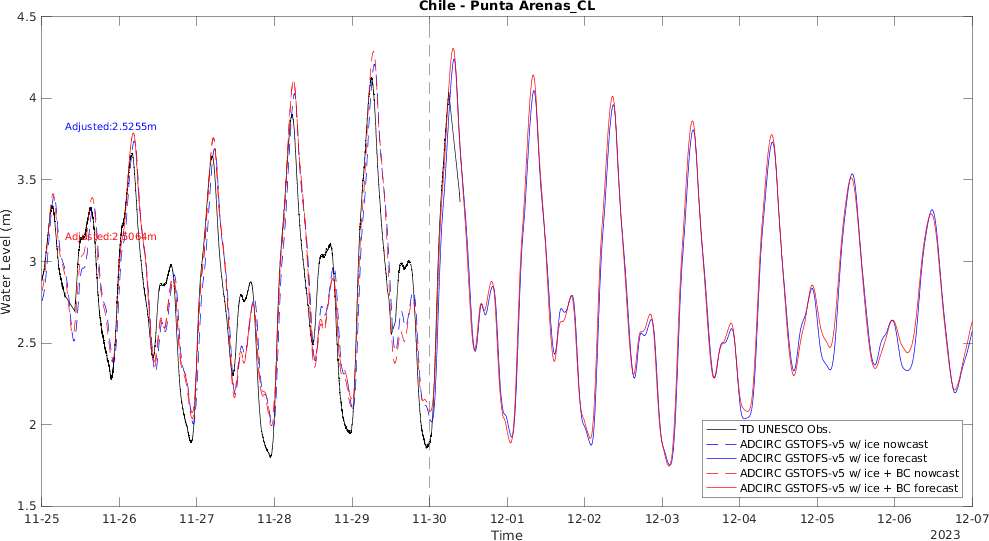 Chile - Punta Arenas_CL
4.5
4
3.5
3
2.5
2
1.5
Water Level (m)
Adjusted:2.5255m
Adjusted:2.5064m
TD UNESCO Obs.
ADCIRC GSTOFS-v5 w/ ice nowcast
ADCIRC GSTOFS-v5 w/ ice forecast
ADCIRC GSTOFS-v5 w/ ice + BC nowcast
ADCIRC GSTOFS-v5 w/ ice + BC forecast
11-25 11-26 11-27 11-28 11-29 11-30 12-01 12-02 12-03 12-04 12-05 12-06 12-07
Time
2023